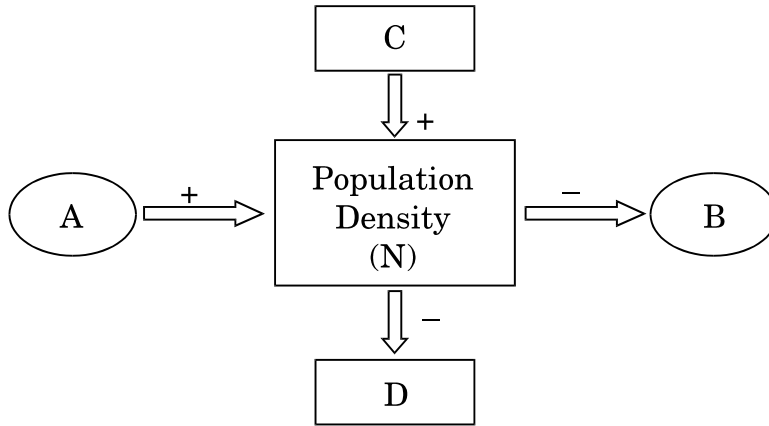 C
+
+
A
Population
Density
(N)
–
B
–
D